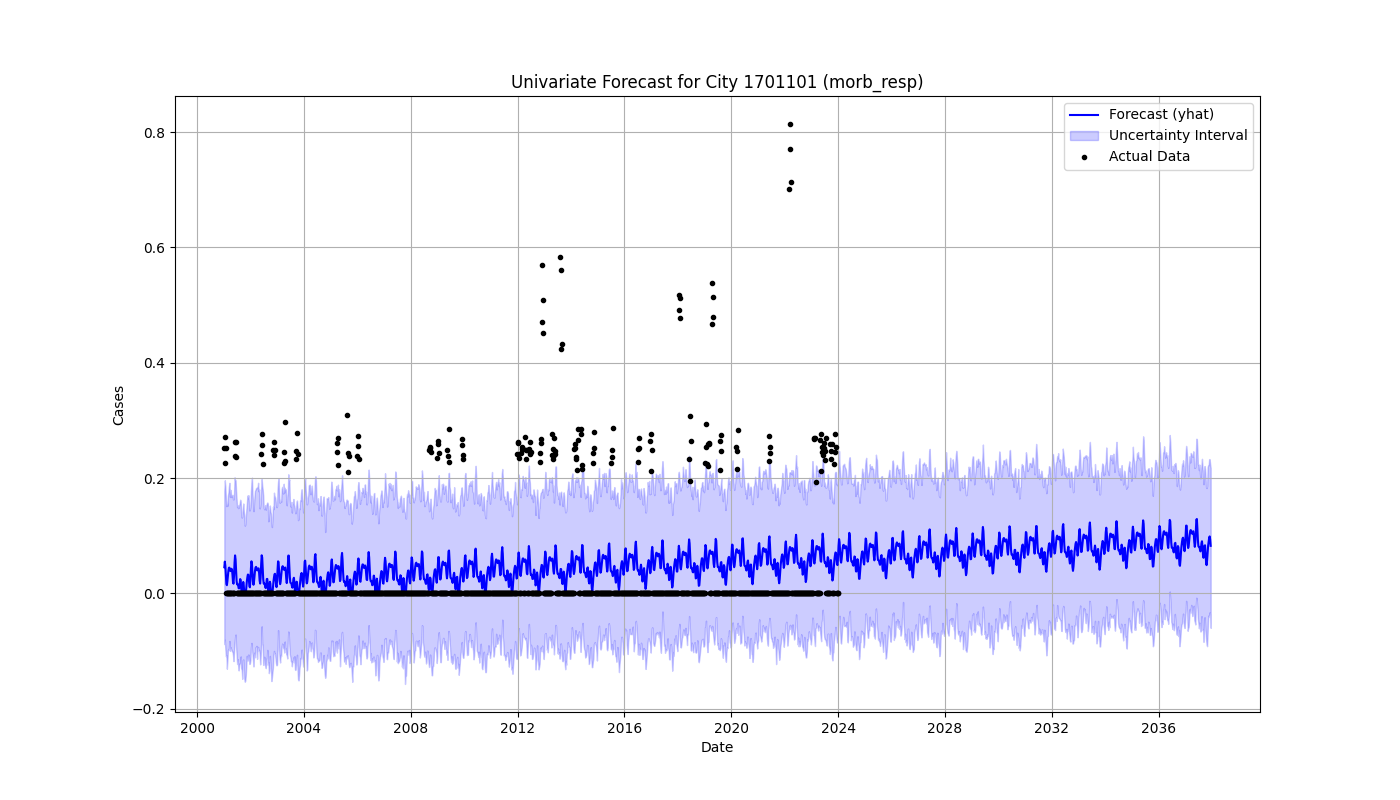 Univariate Forecast for City 1701101 (morb_resp)
Forecast (yhat)
Uncertainty Interval
Actual Data
Cases
0.8
0.6
0.4
0.2
0.0
−0.2
2000 2004 2008 2012 2016 2020 2024 2028 2032 2036
Date